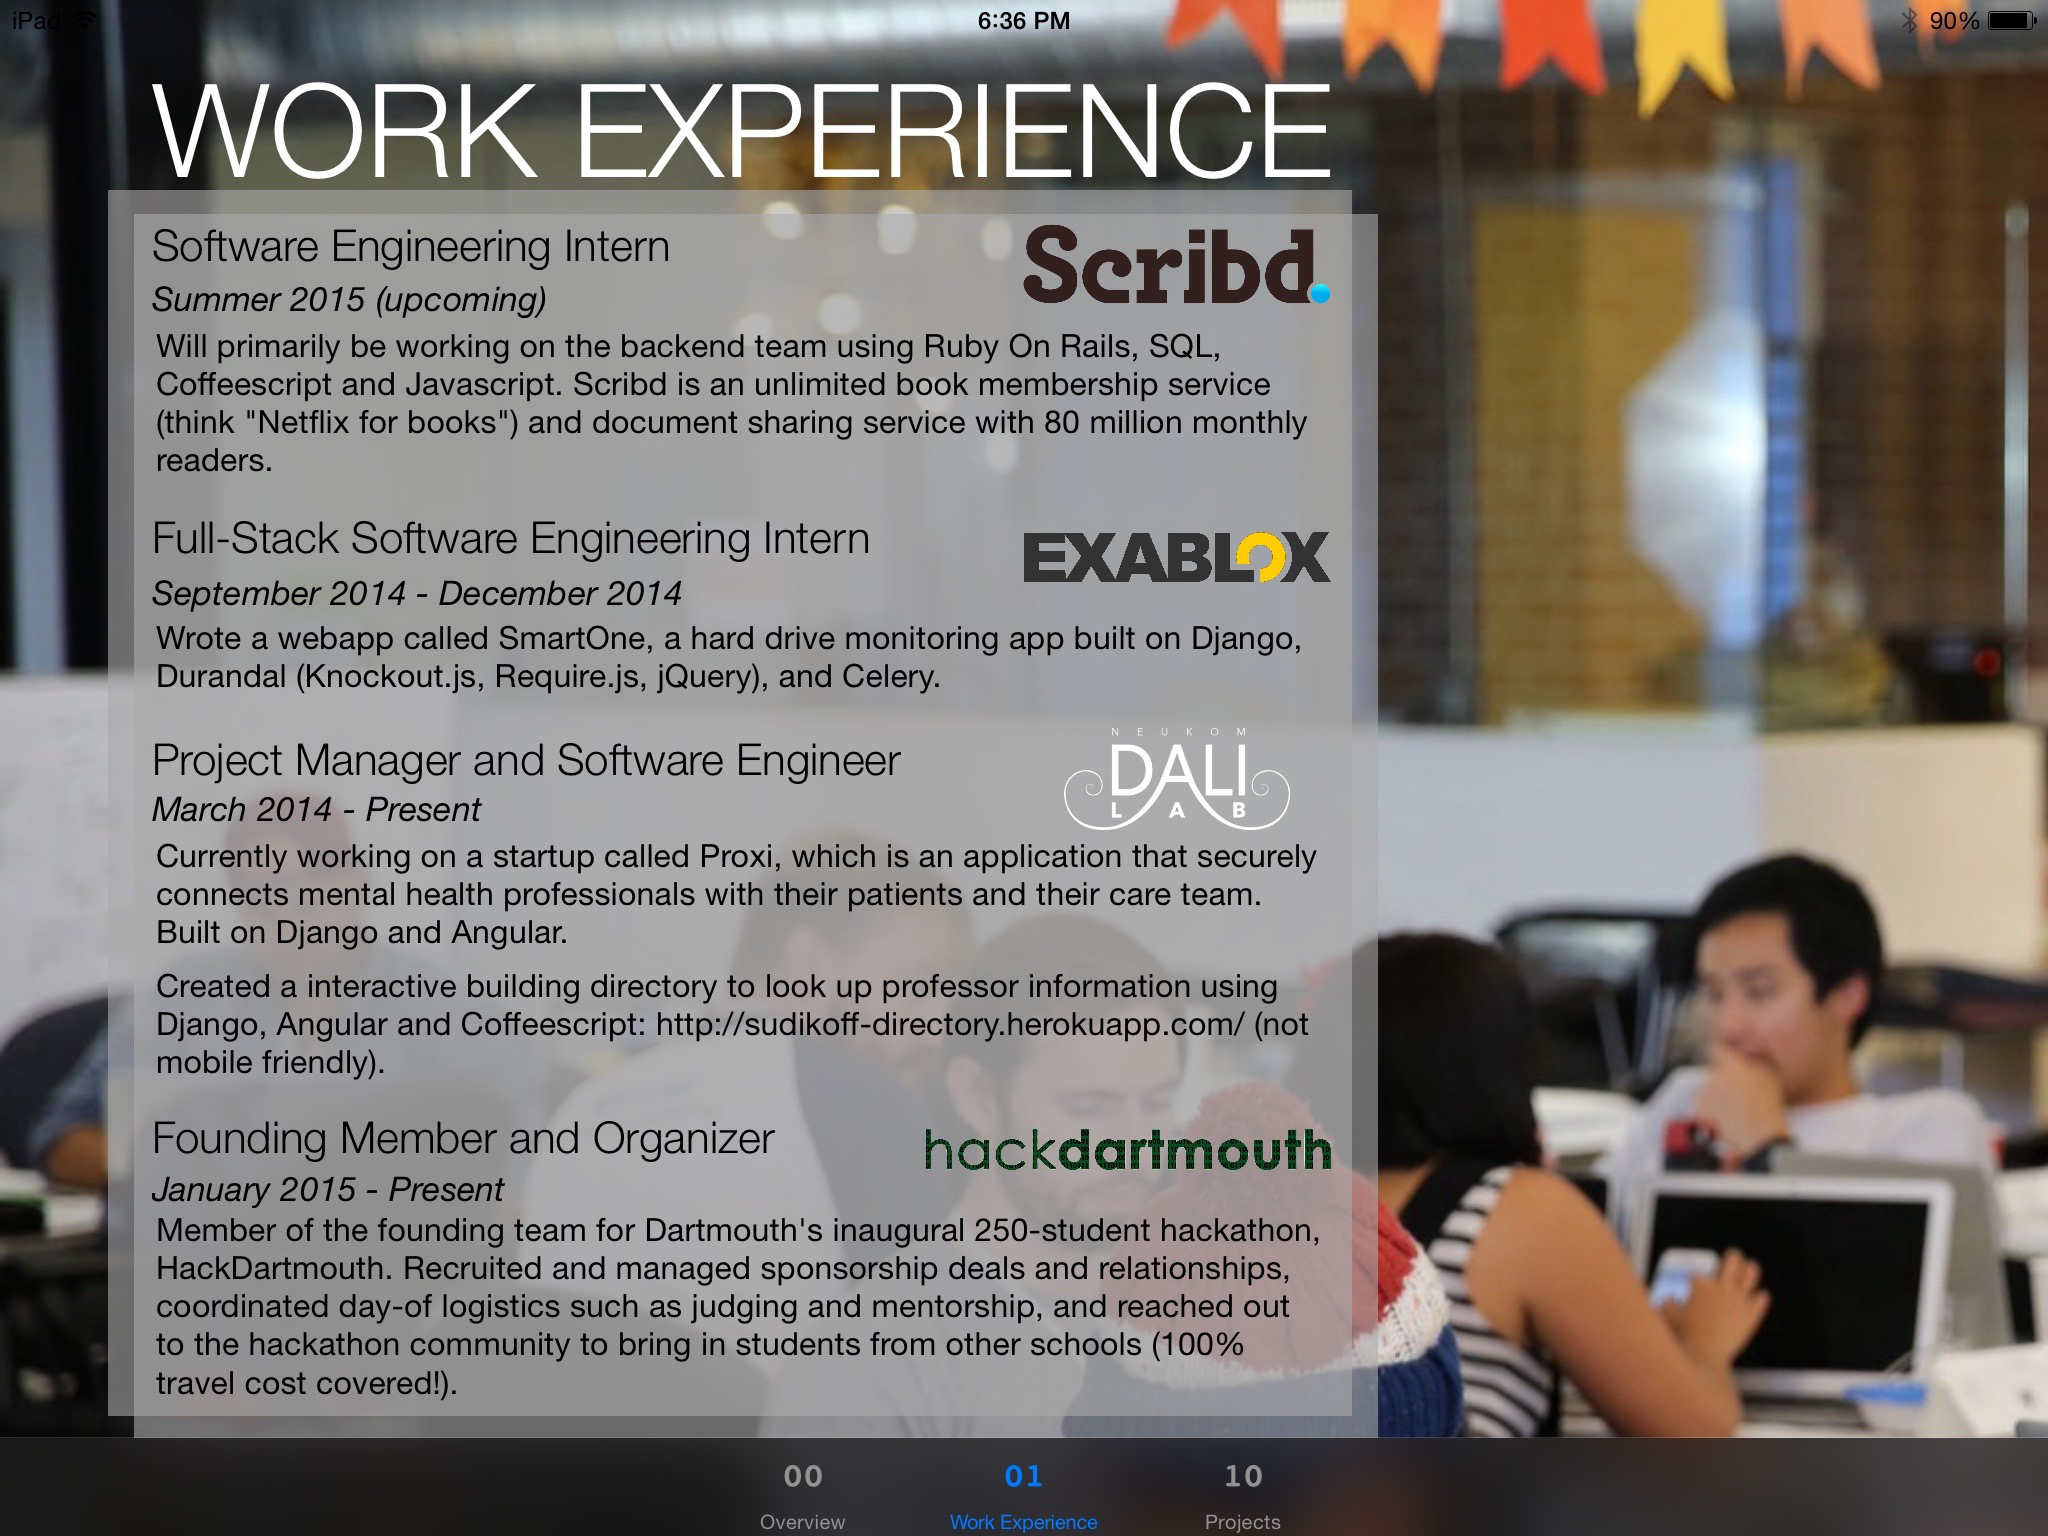 iPad
6:36 PM
90%
WORK EXPERIENCE
Software Engineering Intern
Scribd.
Summer 2015 (upcoming)
Will primarily be working on the backend team using Ruby On Rails, SQL,
Coffeescript and Javascript. Scribd is an unlimited book membership service
(think "Netflix for books") and document sharing service with 80 million monthly
readers.
Full-Stack Software Engineering Intern
EXABLOX
September 2014 - December 2014
Wrote a webapp called SmartOne, a hard drive monitoring app built on Django,
Durandal (Knockout.js, Require.js, jQuery), and Celery.
Project Manager and Software Engineer
NEUKOM
DALI
LAB
March 2014 - Present
Currently working on a startup called Proxi, which is an application that securely
connects mental health professionals with their patients and their care team.
Built on Django and Angular.
Created a interactive building directory to look up professor information using
Django, Angular and Coffeescript: http://sudikoff-directory.herokuapp.com/ (not
mobile friendly).
Founding Member and Organizer
hackdartmouth
January 2015 - Present
Member of the founding team for Dartmouth's inaugural 250-student hackathon,
HackDartmouth. Recruited and managed sponsorship deals and relationships,
coordinated day-of logistics such as judging and mentorship, and reached out
to the hackathon community to bring in students from other schools (100%
travel cost covered!).
00
01
10
Overview
Work Experience
Projects